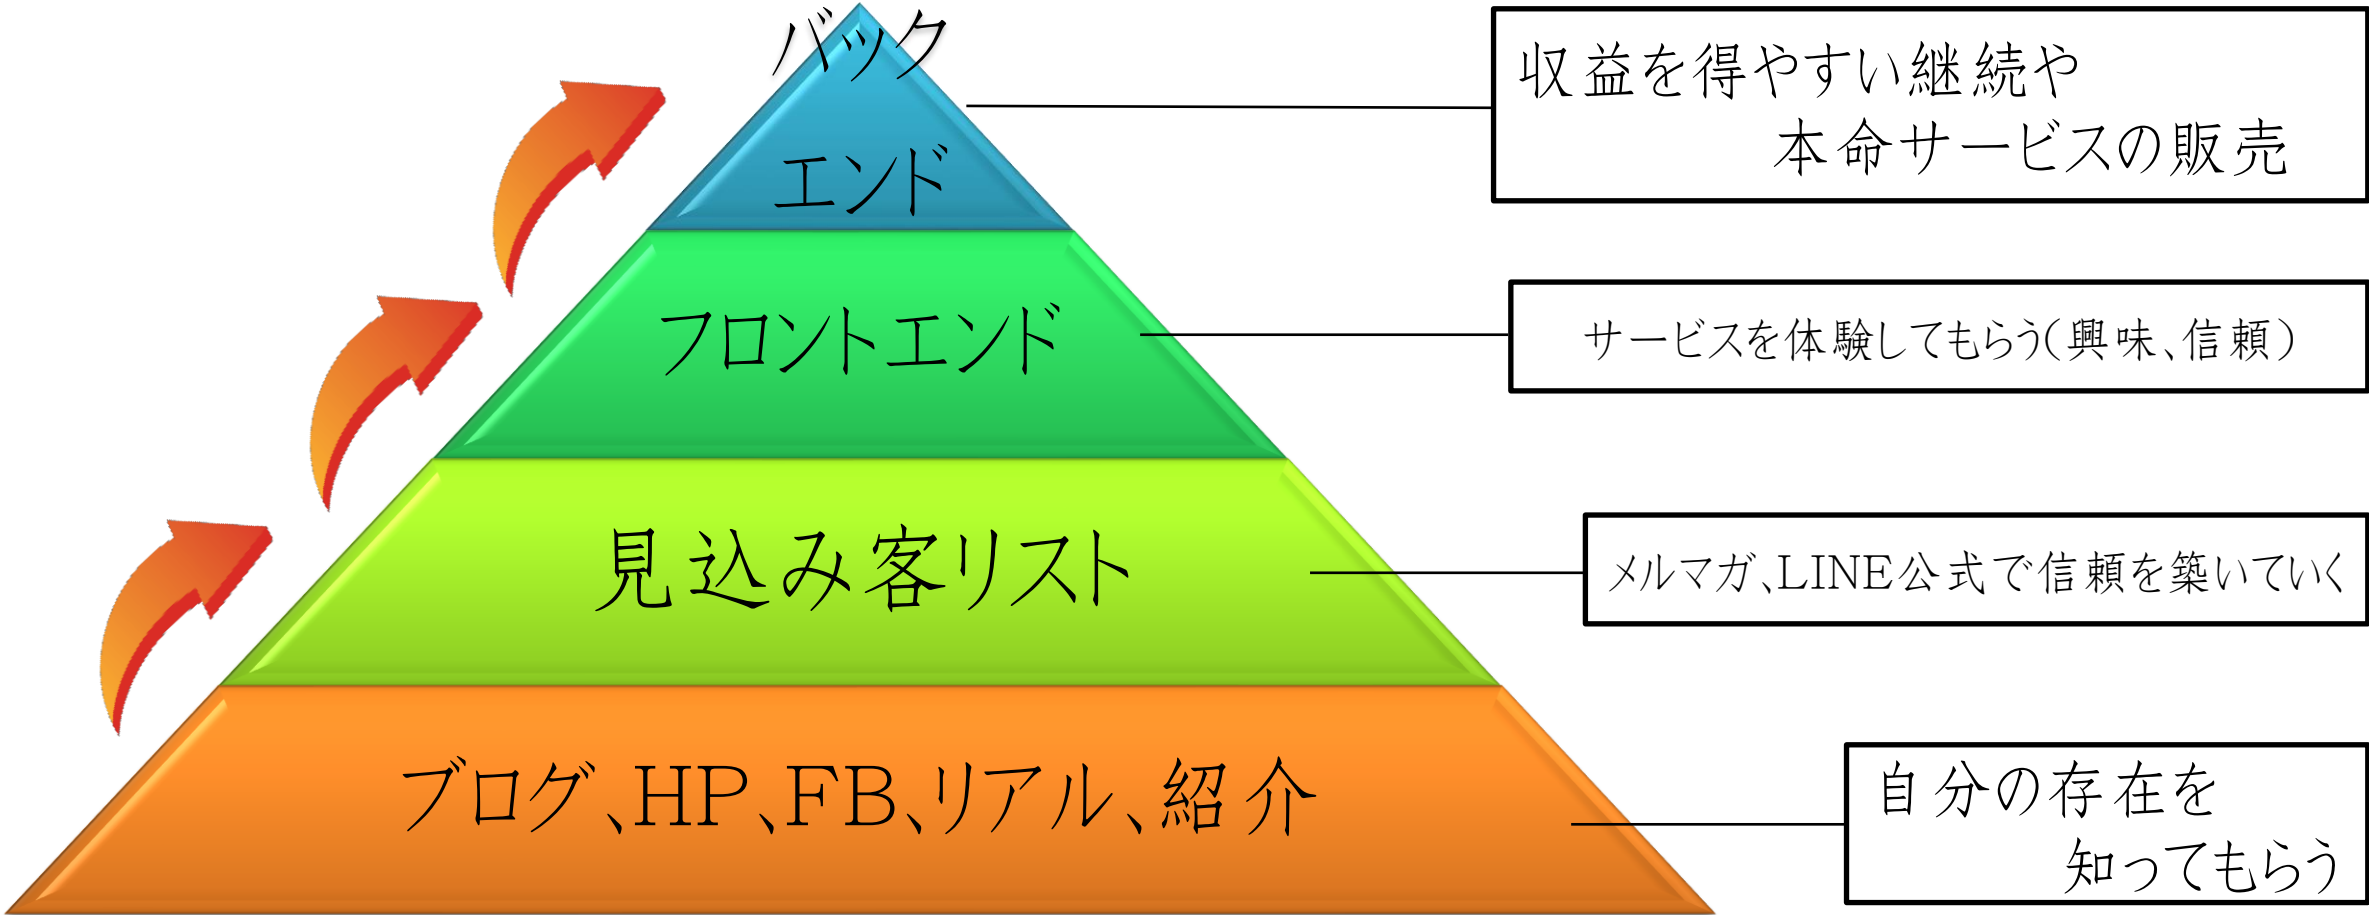 バック
エンド
収益を得やすい継続や
本命サービスの販売
フロントエンド
サービスを体験してもらう(興味、信頼)
見込み客リスト
メルマガ、LINE公式で信頼を築いていく
ブログ、HP、FB、リアル、紹介
自分の存在を
知ってもらう